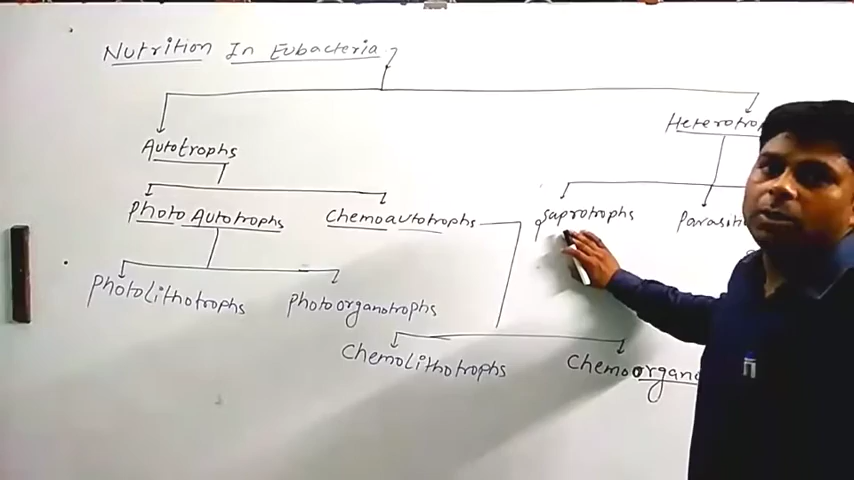 Nutrition In Eubacteria
Autotrophs
Photo Autotrophs
Chemoautotrophs
saprotrophs
Photolithotrophs
Photoorganotrophs
Chemolithotrophs